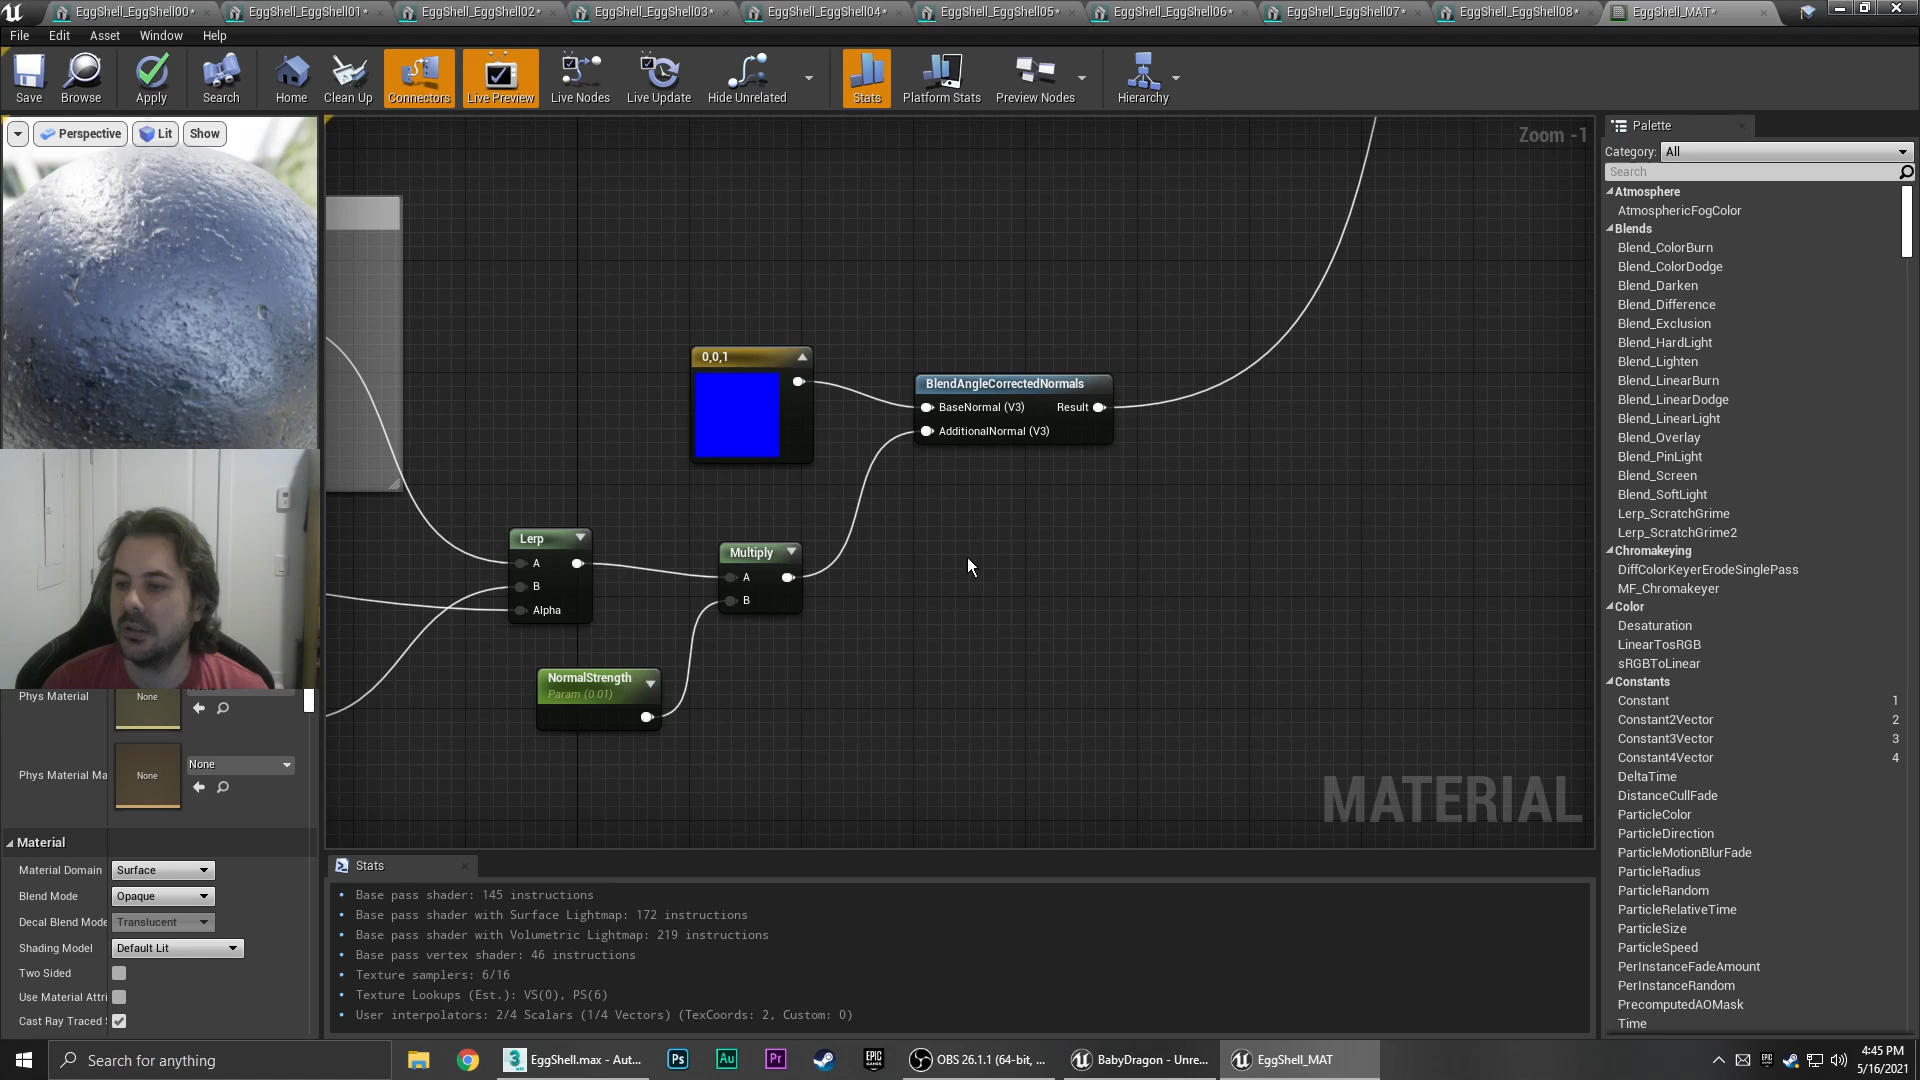 EggShell_EggShell00*
EggShell_EggShell01*
EggShell_EggShell02*
EggShell_EggShell03*
EggShell_EggShell04*
EggShell_EggShell05*
EggShell_EggShell06*
EggShell_EggShell07*
EggShell_EggShell08*
EggShell_MAT*
File Edit Asset Window Help
Save
Browse
Apply
Search
Home
Clean Up
Connectors
Live Preview
Live Nodes
Live Update
Hide Unrelated
Stats
Platform Stats
Preview Nodes
Hierarchy
Perspective
Lit
Show
Zoom -1
0,0,1
BlendAngleCorrectedNormals
BaseNormal (V3) Result
AdditionalNormal (V3)
Lerp
A
B
Alpha
Multiply
A
B
NormalStrength
Param (0.01)
MATERIAL
Phys Material
None
Phys Material Ma
None
None
Material
Material Domain Surface
Blend Mode Opaque
Decal Blend Mode Translucent
Shading Model Default Lit
Two Sided
Use Material Attri
Cast Ray Traced
Stats
• Base pass shader: 145 instructions
• Base pass shader with Surface Lightmap: 172 instructions
• Base pass shader with Volumetric Lightmap: 219 instructions
• Base pass vertex shader: 46 instructions
• Texture samplers: 6/16
• Texture Lookups (Est.): VS(0), PS(6)
• User interpolators: 2/4 Scalars (1/4 Vectors) (TexCoords: 2, Custom: 0)
Palette
Category: All
Search
Atmosphere
AtmosphericFogColor
Blends
Blend_ColorBurn
Blend_ColorDodge
Blend_Darken
Blend_Difference
Blend_Exclusion
Blend_HardLight
Blend_Lighten
Blend_LinearBurn
Blend_LinearDodge
Blend_LinearLight
Blend_Overlay
Blend_PinLight
Blend_Screen
Blend_SoftLight
Lerp_ScratchGrime
Lerp_ScratchGrime2
Chromakeying
DiffColorKeyerErodeSinglePass
MF_Chromakeyer
Color
Desaturation
LinearTosRGB
sRGBToLinear
Constants
Constant 1
Constant2Vector 2
Constant3Vector 3
Constant4Vector 4
DeltaTime
DistanceCullFade
ParticleColor
ParticleDirection
ParticleMotionBlurFade
ParticleRadius
ParticleRandom
ParticleRelativeTime
ParticleSize
ParticleSpeed
PerInstanceFadeAmount
PerInstanceRandom
PrecomputedAOMask
Time
Search for anything
EggShell.max - Aut...
Ps
Au
Pr
EPIC
OBS 26.1.1 (64-bit, ...
BabyDragon - Unre...
EggShell_MAT
4:45 PM
5/16/2021